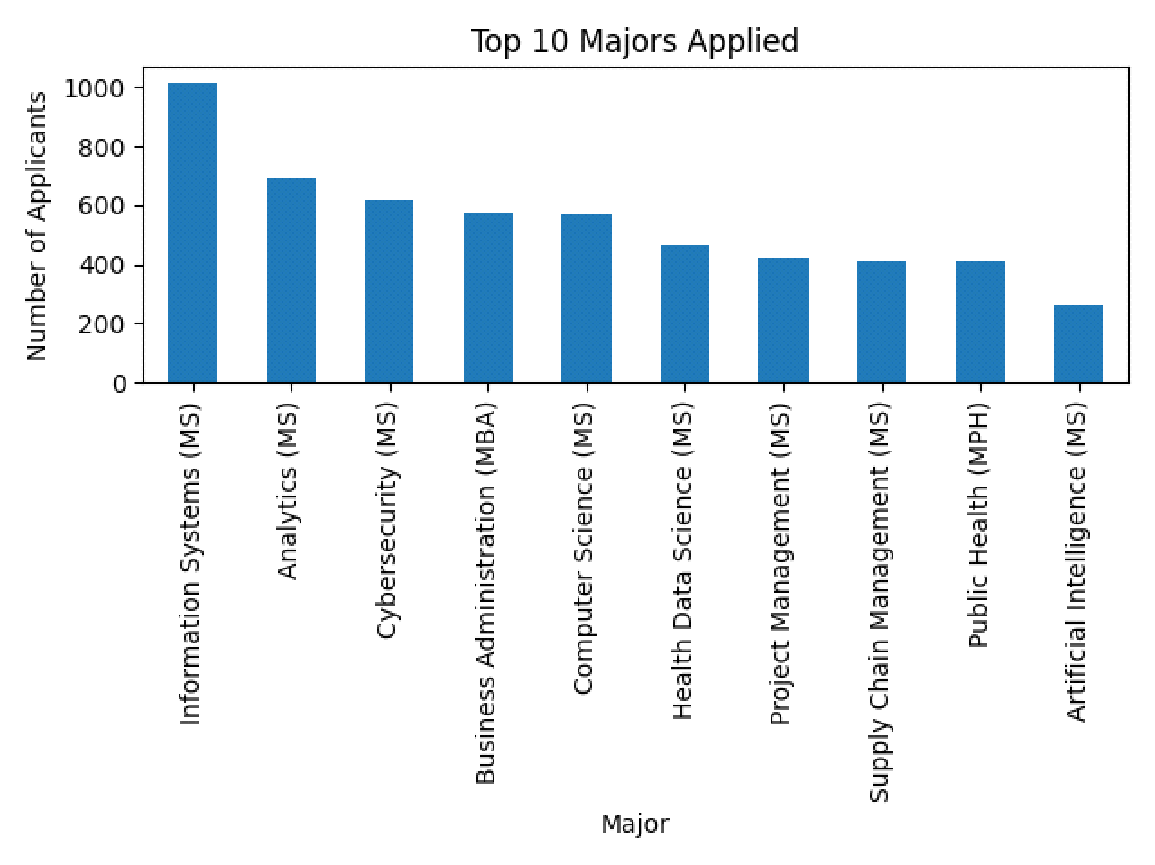 Top 10 Majors Applied
Number of Applicants
1000
800
600
400
200
0
Information Systems (MS)
Analytics (MS)
Cybersecurity (MS)
Business Administration (MBA)
Computer Science (MS)
Health Data Science (MS)
Project Management (MS)
Supply Chain Management (MS)
Public Health (MPH)
Artificial Intelligence (MS)
Major